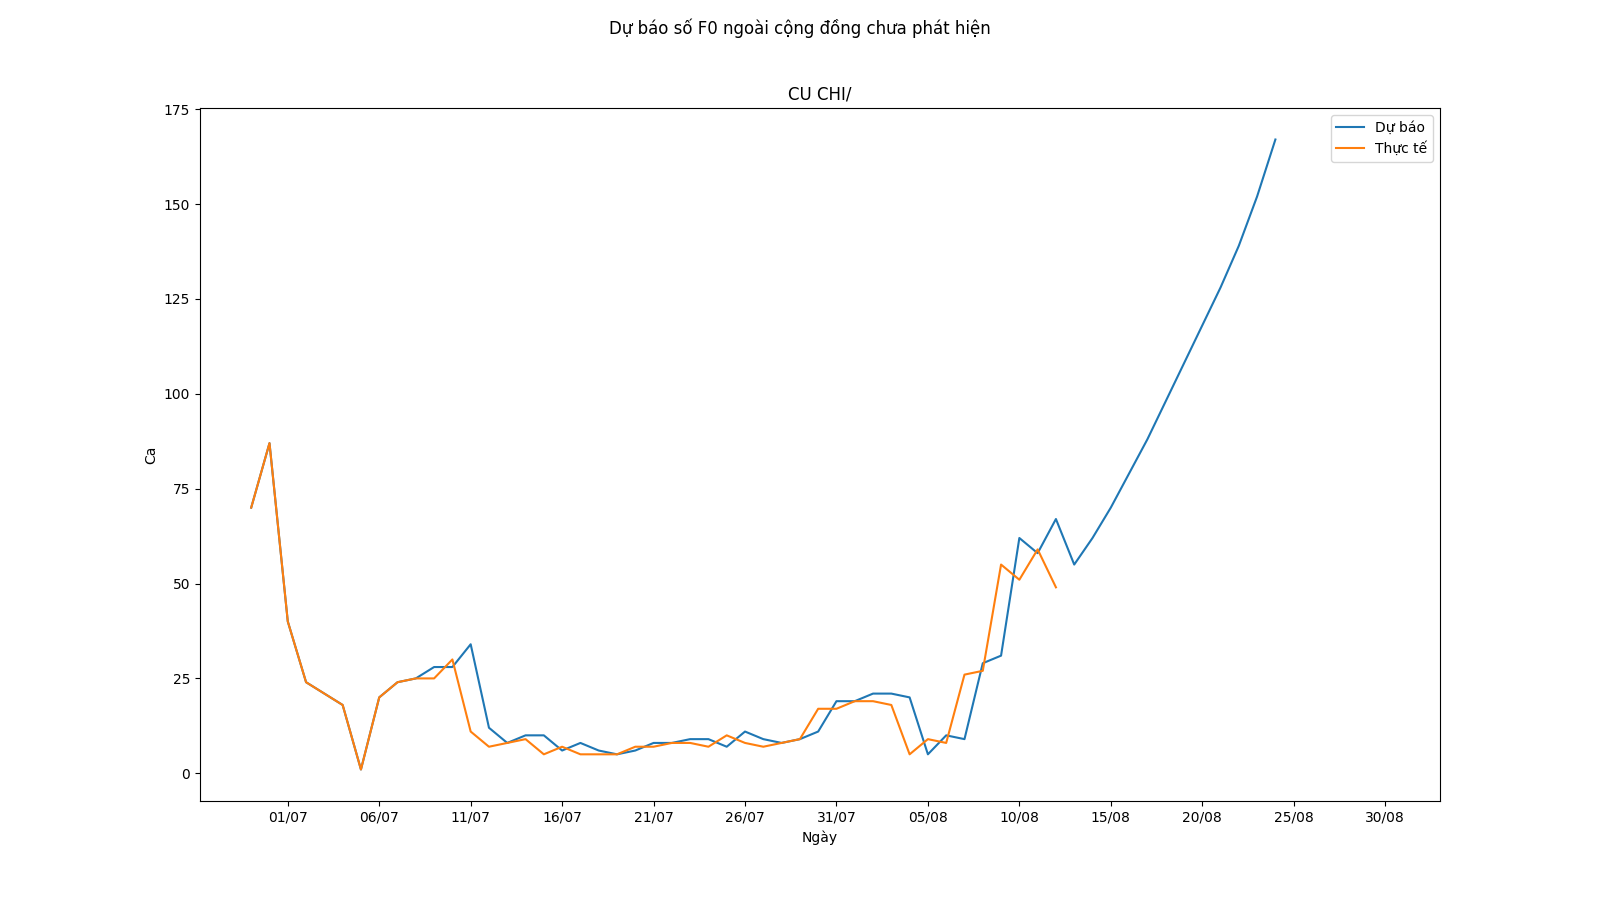 Dự báo số F0 ngoài cộng đồng chưa phát hiện
CU CHI/
175
150
125
100
75
50
25
0
Ca
Dự báo
Thực tế
01/07 06/07 11/07 16/07 21/07 26/07 31/07 05/08 10/08 15/08 20/08 25/08 30/08
Ngày